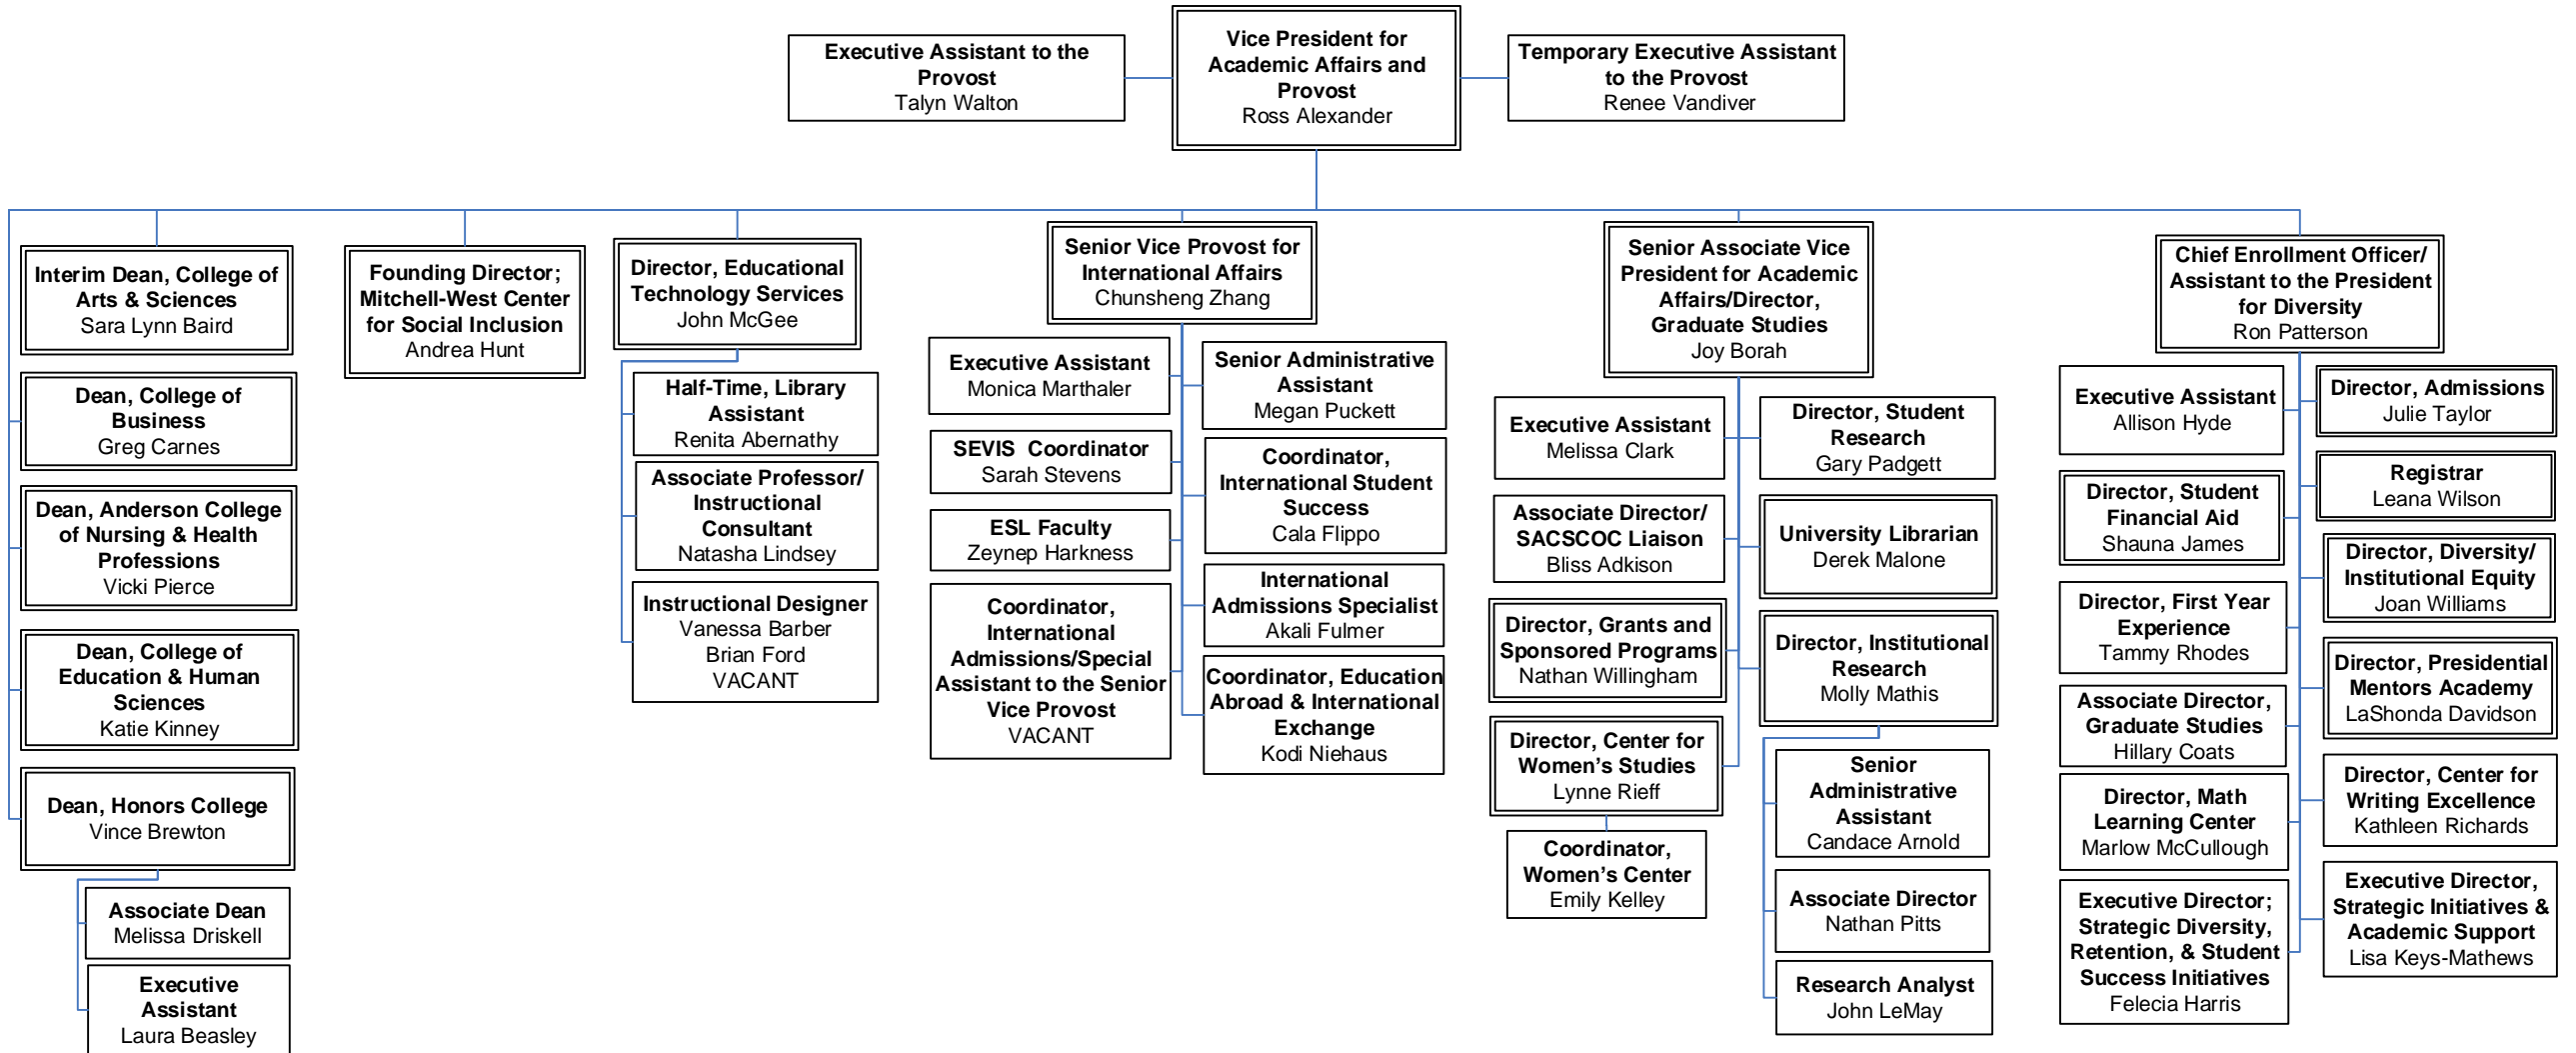 Executive Assistant to the
Provost
Talyn Walton
Vice President for
Academic Affairs and
Provost
Ross Alexander
Temporary Executive Assistant
to the Provost
Renee Vandiver
Interim Dean, College of
Arts & Sciences
Sara Lynn Baird
Dean, College of
Business
Greg Carnes
Dean, Anderson College
of Nursing & Health
Professions
Vicki Pierce
Dean, College of
Education & Human
Sciences
Katie Kinney
Dean, Honors College
Vince Brewton
Associate Dean
Melissa Driskell
Executive
Assistant
Laura Beasley
Founding Director;
Mitchell-West Center
for Social Inclusion
Andrea Hunt
Director, Educational
Technology Services
John McGee
Half-Time, Library
Assistant
Renita Abernathy
Associate Professor/
Instructional
Consultant
Natasha Lindsey
Instructional Designer
Vanessa Barber
Brian Ford
VACANT
Senior Vice Provost for
International Affairs
Chunsheng Zhang
Executive Assistant
Monica Marthaler
SEVIS  Coordinator
Sarah Stevens
ESL Faculty
Zeynep Harkness
Coordinator,
International
Admissions/Special
Assistant to the Senior
Vice Provost
VACANT
Senior Administrative
Assistant
Megan Puckett
Coordinator,
International Student
Success
Cala Flippo
International
Admissions Specialist
Akali Fulmer
Coordinator, Education
Abroad & International
Exchange
Kodi Niehaus
Senior Associate Vice
President for Academic
Affairs/Director,
Graduate Studies
Joy Borah
Executive Assistant
Melissa Clark
Associate Director/
SACSCOC Liaison
Bliss Adkison
Director, Grants and
Sponsored Programs
Nathan Willingham
Director, Center for
Women’s Studies
Lynne Rieff
Coordinator,
Women’s Center
Emily Kelley
Director, Student
Research
Gary Padgett
University Librarian
Derek Malone
Director, Institutional
Research
Molly Mathis
Senior
Administrative
Assistant
Candace Arnold
Associate Director
Nathan Pitts
Research Analyst
John LeMay
Chief Enrollment Officer/
Assistant to the President
for Diversity
Ron Patterson
Executive Assistant
Allison Hyde
Director, Student
Financial Aid
Shauna James
Director, First Year
Experience
Tammy Rhodes
Associate Director,
Graduate Studies
Hillary Coats
Director, Math
Learning Center
Marlow McCullough
Executive Director;
Strategic Diversity,
Retention, & Student
Success Initiatives
Felecia Harris
Director, Admissions
Julie Taylor
Registrar
Leana Wilson
Director, Diversity/
Institutional Equity
Joan Williams
Director, Presidential
Mentors Academy
LaShonda Davidson
Director, Center for
Writing Excellence
Kathleen Richards
Executive Director,
Strategic Initiatives &
Academic Support
Lisa Keys-Mathews